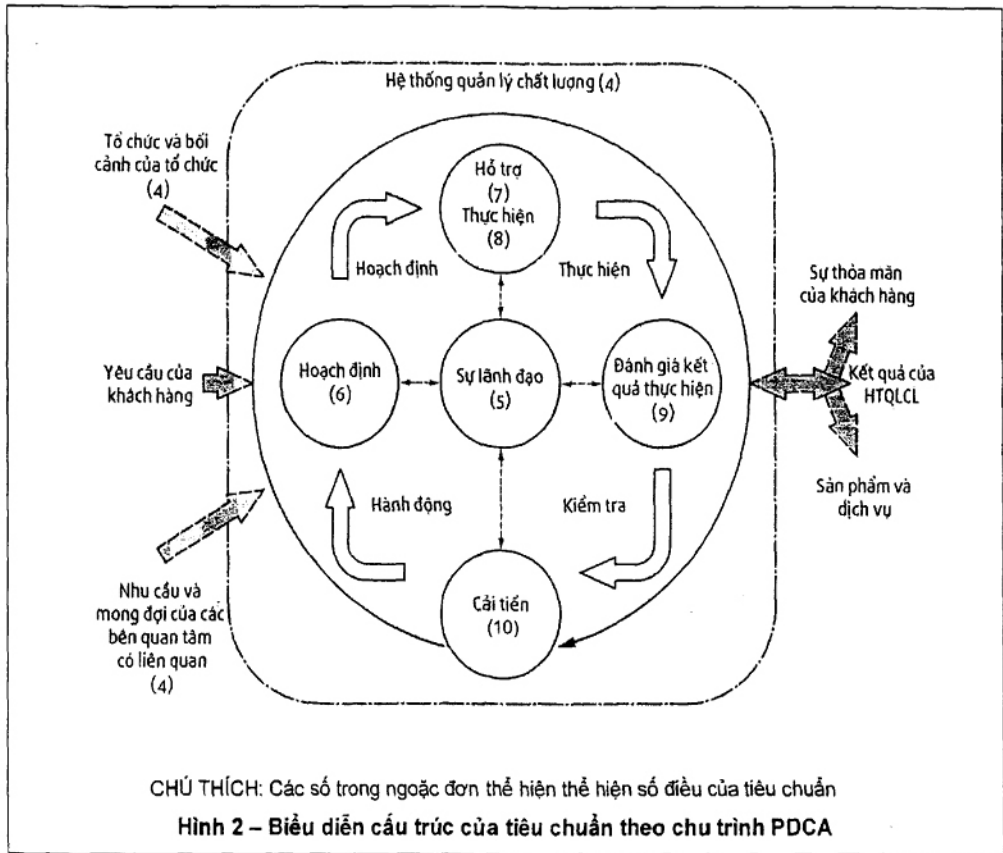 Hệ thống quản lý chất lượng (4)
Tổ chức và bối
cảnh của tổ chức
(4)
Hỗ trợ
(7)
Thực hiện
(8)
Hoạch định
Thực hiện
Sự thỏa mãn
của khách hàng
Yêu cầu của
khách hàng
Hoạch định
(6)
Sự lãnh đạo
(5)
Đánh giá kết
quả thực hiện
(9)
Kết quả của
HTQLCL
Hành động
Kiểm tra
Sản phẩm và
dịch vụ
Nhu cầu và
mong đợi của các
bên quan tâm
có liên quan
(4)
Cải tiến
(10)
CHÚ THÍCH: Các số trong ngoặc đơn thể hiện thể hiện số điều của tiêu chuẩn
Hình 2 – Biểu diễn cấu trúc của tiêu chuẩn theo chu trình PDCA